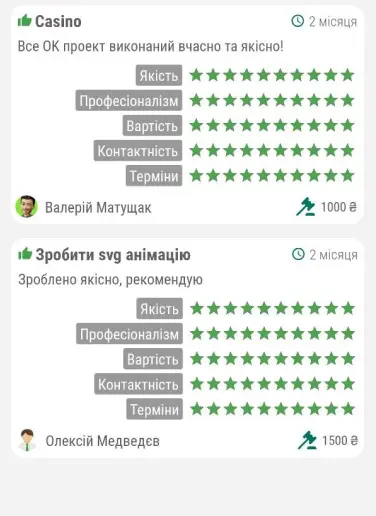 Casino
2 місяця
Все ОК проект виконаний вчасно та якісно!
Якість
Професіоналізм
Вартість
Контактність
Терміни
Валерій Матущак
1000 ₴
Зробити svg анімацію
2 місяця
Зроблено якісно, рекомендую
Якість
Професіоналізм
Вартість
Контактність
Терміни
Олексій Медведєв
1500 ₴